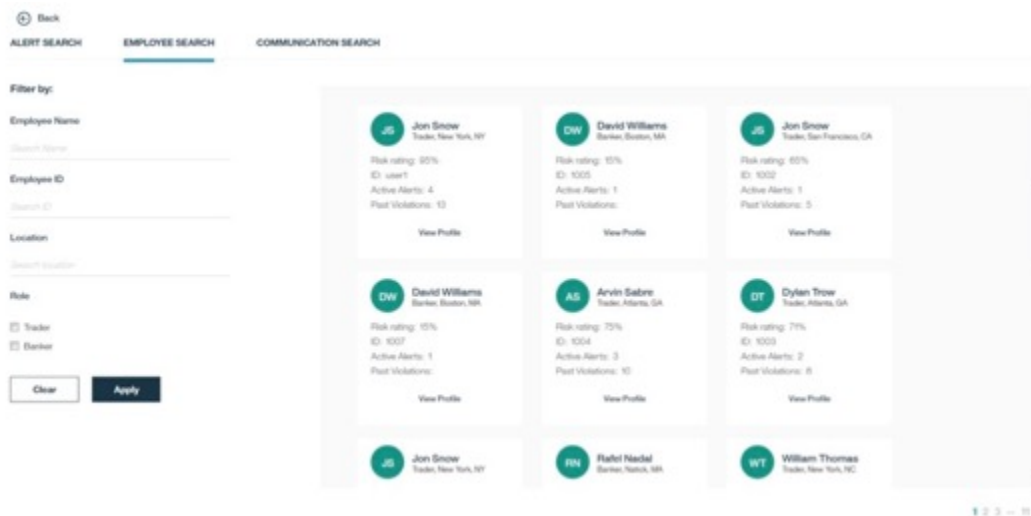 Back
ALERT SEARCH EMPLOYEE SEARCH COMMUNICATION SEARCH
Filter by:
Employee Name
Search Name
Employee ID
Search ID
Location
Search location
Role
Trader
Banker
Clear Apply
JS Jon Snow
Trader, New York, NY
Risk rating: 95%
ID: user1
Active Alerts: 4
Past Violations: 13
View Profile
DW David Williams
Banker, Boston, MA
Risk rating: 15%
ID: 1005
Active Alerts: 1
Past Violations:
View Profile
JS Jon Snow
Trader, San Francisco, CA
Risk rating: 65%
ID: 1002
Active Alerts: 1
Past Violations: 5
View Profile
DW David Williams
Banker, Boston, MA
Risk rating: 15%
ID: 1007
Active Alerts: 1
Past Violations:
View Profile
AS Arvin Sabre
Trader, Atlanta, GA
Risk rating: 75%
ID: 1004
Active Alerts: 3
Past Violations: 10
View Profile
DT Dylan Trow
Trader, Atlanta, GA
Risk rating: 71%
ID: 1003
Active Alerts: 2
Past Violations: 8
View Profile
JS Jon Snow
Trader, New York, NY
RN Rafel Nadal
Banker, Natick, MA
WT William Thomas
Trader, New York, NC
1 2 3